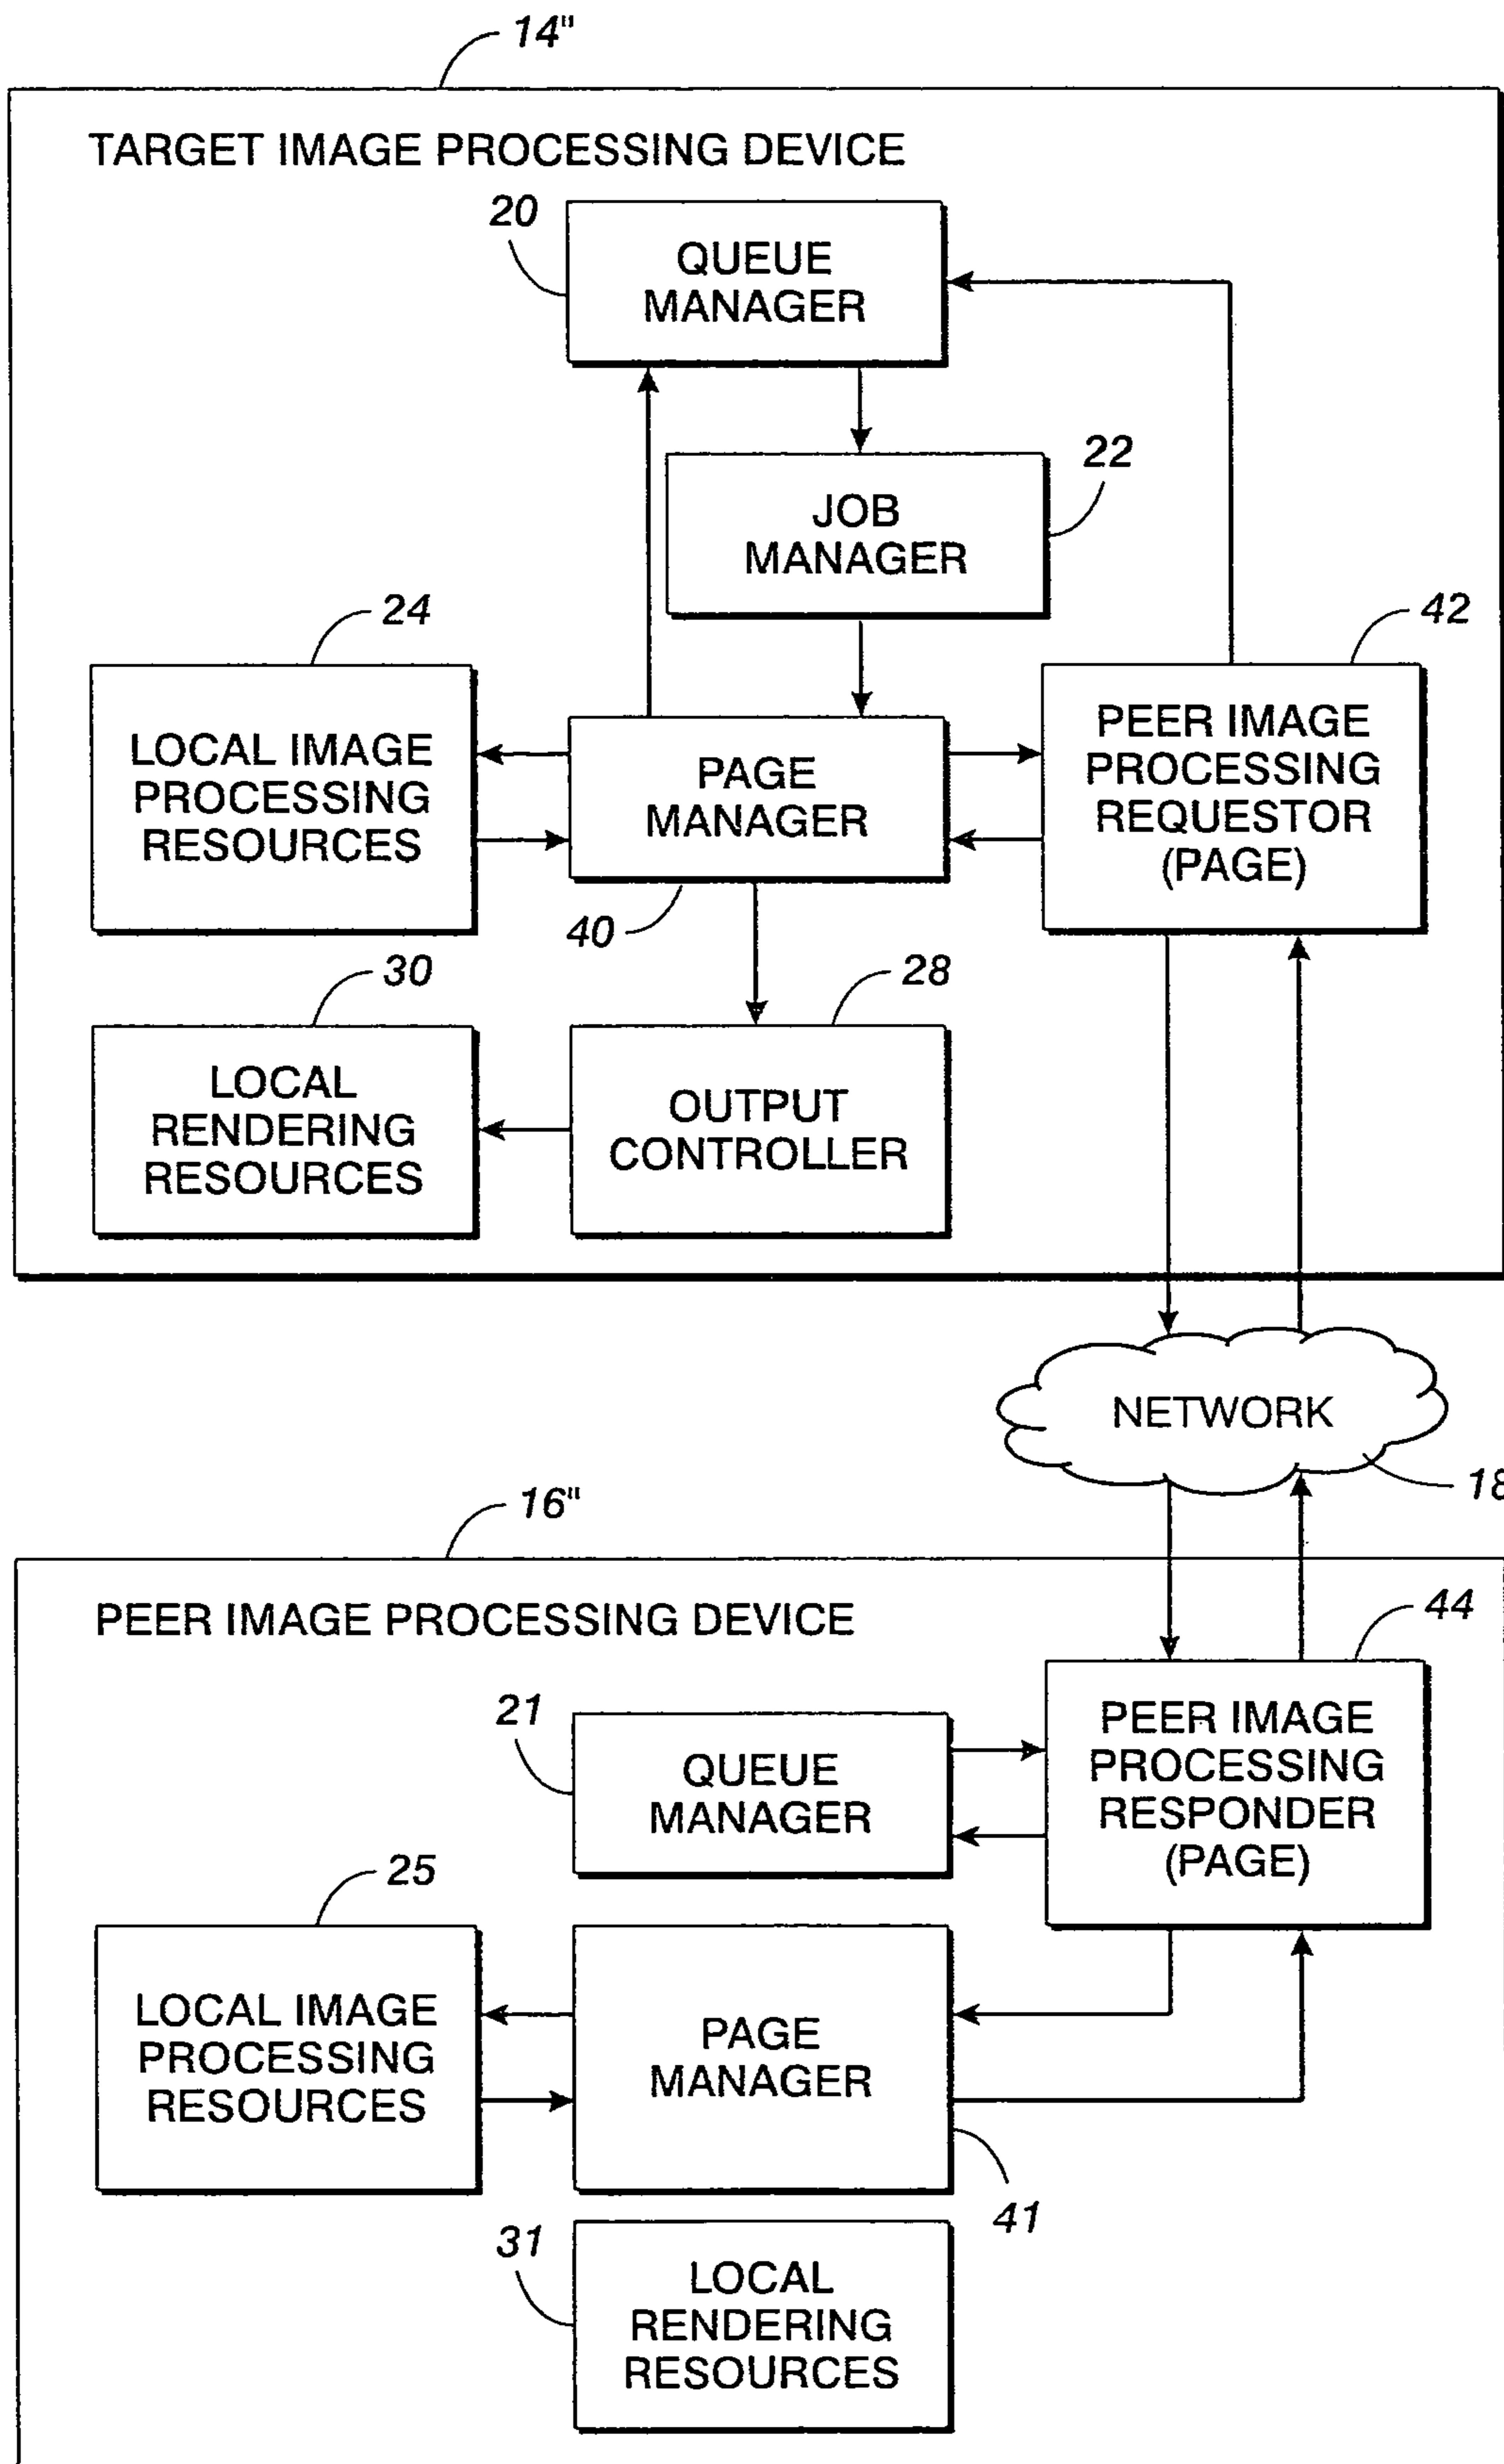 14"
TARGET IMAGE PROCESSING DEVICE
20
QUEUE
MANAGER
22
JOB
MANAGER
24
42
LOCAL IMAGE
PROCESSING
RESOURCES
PAGE
MANAGER
40
PEER IMAGE
PROCESSING
REQUESTOR
(PAGE)
30
28
LOCAL
RENDERING
RESOURCES
OUTPUT
CONTROLLER
NETWORK
18
16"
PEER IMAGE PROCESSING DEVICE
44
21
QUEUE
MANAGER
PEER IMAGE
PROCESSING
RESPONDER
(PAGE)
25
LOCAL IMAGE
PROCESSING
RESOURCES
PAGE
MANAGER
41
31
LOCAL
RENDERING
RESOURCES